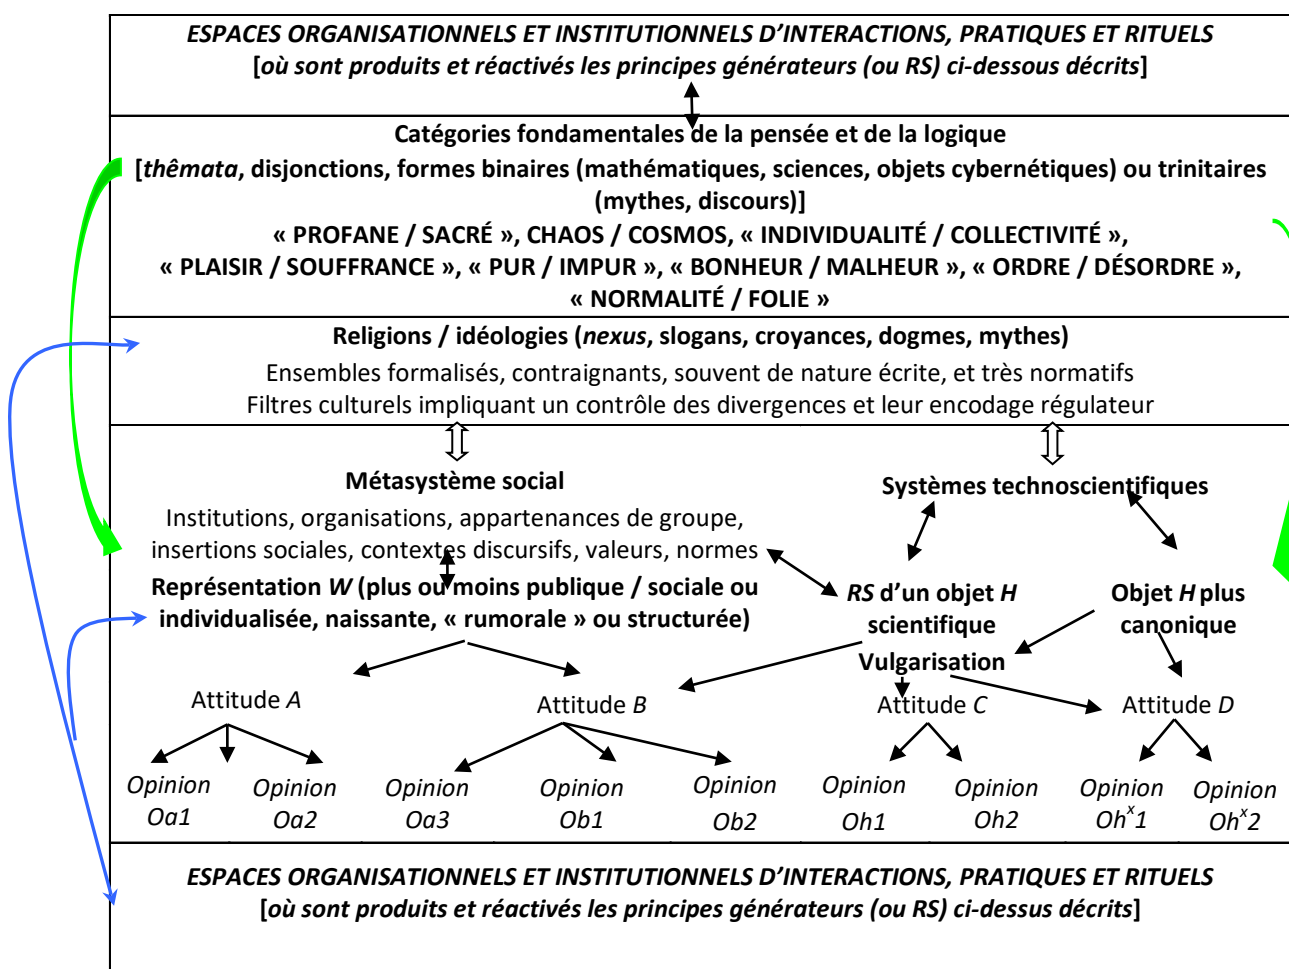 ESPACES ORGANISATIONNELS ET INSTITUTIONNELS D’INTERACTIONS, PRATIQUES ET RITUELS
[où sont produits et réactivés les principes générateurs (ou RS) ci-dessous décrits]
Catégories fondamentales de la pensée et de la logique
[thêmata, disjonctions, formes binaires (mathématiques, sciences, objets cybernétiques) ou trinitaires
(mythes, discours)]
« PROFANE / SACRÉ », CHAOS / COSMOS, « INDIVIDUALITÉ / COLLECTIVITÉ »,
« PLAISIR / SOUFFRANCE », « PUR / IMPUR », « BONHEUR / MALHEUR », « ORDRE / DÉSORDRE »,
« NORMALITÉ / FOLIE »
Religions / idéologies (nexus, slogans, croyances, dogmes, mythes)
Ensembles formalisés, contraignants, souvent de nature écrite, et très normatifs
Filtres culturels impliquant un contrôle des divergences et leur encodage régulateur
Métasystème social
Institutions, organisations, appartenances de groupe,
insertions sociales, contextes discursifs, valeurs, normes
Représentation W (plus ou moins publique / sociale ou
individualisée, naissante, « rumorale » ou structurée)
Systèmes technoscientifiques
RS d’un objet H
scientifique
Vulgarisation
Objet H plus
canonique
Attitude A
Attitude B
Attitude C
Attitude D
Opinion
Oa1
Opinion
Oa2
Opinion
Oa3
Opinion
Ob1
Opinion
Ob2
Opinion
Oh1
Opinion
Oh2
Opinion
Ohˣ1
Opinion
Ohˣ2
ESPACES ORGANISATIONNELS ET INSTITUTIONNELS D’INTERACTIONS, PRATIQUES ET RITUELS
[où sont produits et réactivés les principes générateurs (ou RS) ci-dessus décrits]